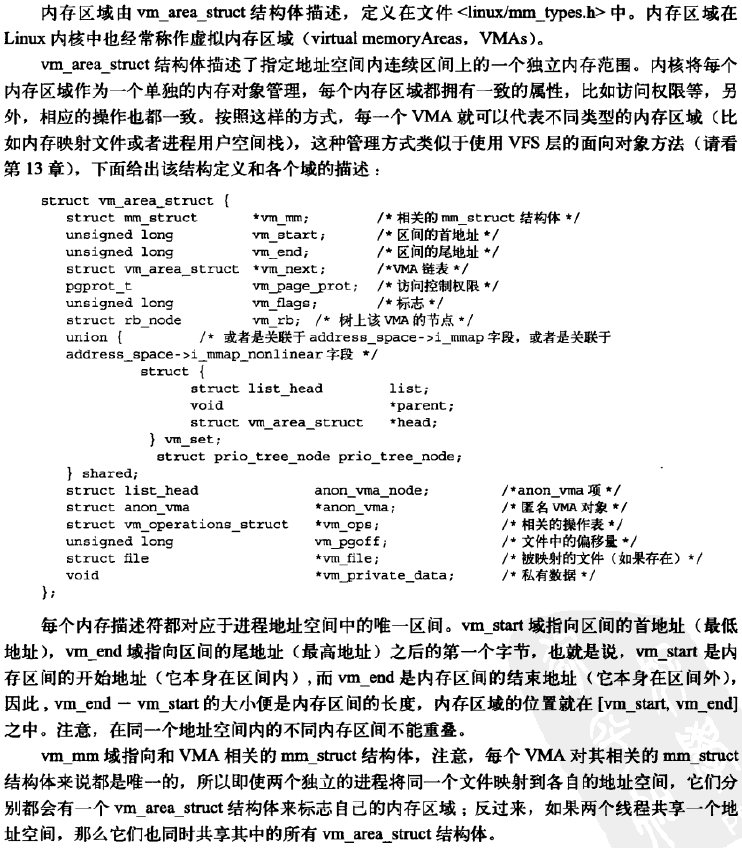 内存区域由 vm_area_struct 结构体描述，定义在文件 <linux/mm_types.h> 中。内存区域在
Linux 内核中也经常称作虚拟内存区域（virtual memoryAreas，VMAs）。
vm_area_struct 结构体描述了指定地址空间内连续区间上的一个独立内存范围。内核将每个
内存区域作为一个单独的内存对象管理，每个内存区域都拥有一致的属性，比如访问权限等，另
外，相应的操作也都一致。按照这样的方式，每一个 VMA 就可以代表不同类型的内存区域（比
如内存映射文件或者进程用户空间栈），这种管理方式类似于使用 VFS 层的面向对象方法（请看
第 13 章），下面给出该结构定义和各个域的描述：
struct vm_area_struct {
struct mm_struct *vm_mm; /* 相关的 mm_struct 结构体 */
unsigned long vm_start; /* 区间的首地址 */
unsigned long vm_end; /* 区间的尾地址 */
struct vm_area_struct *vm_next; /*VMA 链表 */
pgprot_t vm_page_prot; /* 访问控制权限 */
unsigned long vm_flags; /* 标志 */
struct rb_node vm_rb; /* 树上该 VMA 的节点 */
union { /* 或者是关联于 address_space->i_mmap 字段，或者是关联于
address_space->i_mmap_nonlinear 字段 */
struct {
struct list_head list;
void *parent;
struct vm_area_struct *head;
} vm_set;
struct prio_tree_node prio_tree_node;
} shared;
struct list_head anon_vma_node; /*anon_vma 项 */
struct anon_vma *anon_vma; /* 匿名 VMA 对象 */
struct vm_operations_struct *vm_ops; /* 相关的操作表 */
unsigned long vm_pgoff; /* 文件中的偏移量 */
struct file *vm_file; /* 被映射的文件（如果存在）*/
void *vm_private_data; /* 私有数据 */
};
每个内存描述符都对应于进程地址空间中的唯一区间。vm_start 域指向区间的首地址（最低
地址），vm_end 域指向区间的尾地址（最高地址）之后的第一个字节，也就是说，vm_start 是内
存区间的开始地址（它本身在区间内）,而 vm_end 是内存区间的结束地址（它本身在区间外），
因此，vm_end － vm_start 的大小便是内存区间的长度，内存区域的位置就在 [vm_start, vm_end]
之中。注意，在同一个地址空间内的不同内存区间不能重叠。
vm_mm 域指向和 VMA 相关的 mm_struct 结构体，注意，每个 VMA 对其相关的 mm_struct
结构体来说都是唯一的，所以即使两个独立的进程将同一个文件映射到各自的地址空间，它们分
别都会有一个 vm_area_struct 结构体来标志自己的内存区域；反过来，如果两个线程共享一个地
址空间，那么它们也同时共享其中的所有 vm_area_struct 结构体。